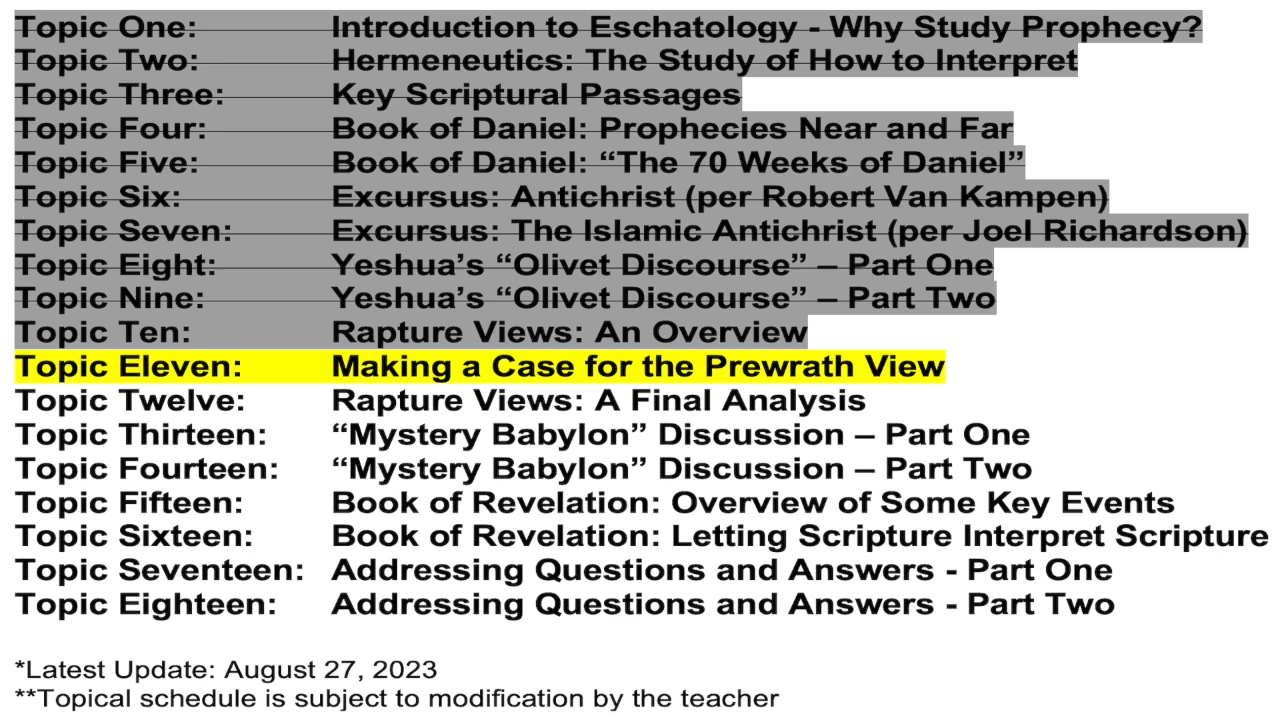 Topic One: Introduction to Eschatology - Why Study Prophecy?
Topic Two: Hermeneutics: The Study of How to Interpret
Topic Three: Key Scriptural Passages
Topic Four: Book of Daniel: Prophecies Near and Far
Topic Five: Book of Daniel: “The 70 Weeks of Daniel”
Topic Six: Excursus: Antichrist (per Robert Van Kampen)
Topic Seven: Excursus: The Islamic Antichrist (per Joel Richardson)
Topic Eight: Yeshua’s “Olivet Discourse” – Part One
Topic Nine: Yeshua’s “Olivet Discourse” – Part Two
Topic Ten: Rapture Views: An Overview
Topic Eleven: Making a Case for the Prewrath View
Topic Twelve: Rapture Views: A Final Analysis
Topic Thirteen: “Mystery Babylon” Discussion – Part One
Topic Fourteen: “Mystery Babylon” Discussion – Part Two
Topic Fifteen: Book of Revelation: Overview of Some Key Events
Topic Sixteen: Book of Revelation: Letting Scripture Interpret Scripture
Topic Seventeen: Addressing Questions and Answers - Part One
Topic Eighteen: Addressing Questions and Answers - Part Two
*Latest Update: August 27, 2023
**Topical schedule is subject to modification by the teacher